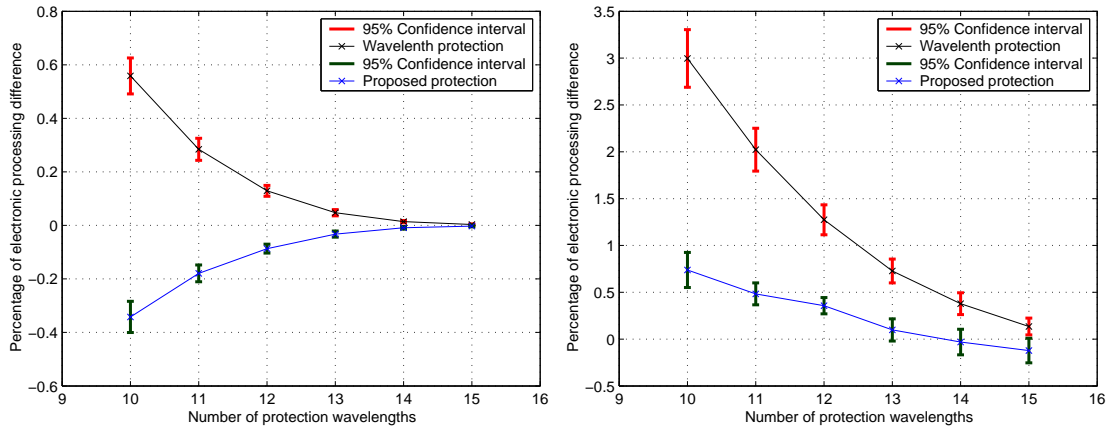 0.8
0.6
0.4
0.2
0
−0.2
−0.4
−0.6
9
10
11
12
13
14
15
16
Number of protection wavelengths
Percentage of electronic processing difference
95% Confidence interval
Wavelenth protection
95% Confidence interval
Proposed protection
3.5
3
2.5
2
1.5
1
0.5
0
−0.5
9
10
11
12
13
14
15
16
Number of protection wavelengths
Percentage of electronic processing difference
95% Confidence interval
Wavelenth protection
95% Confidence interval
Proposed protection